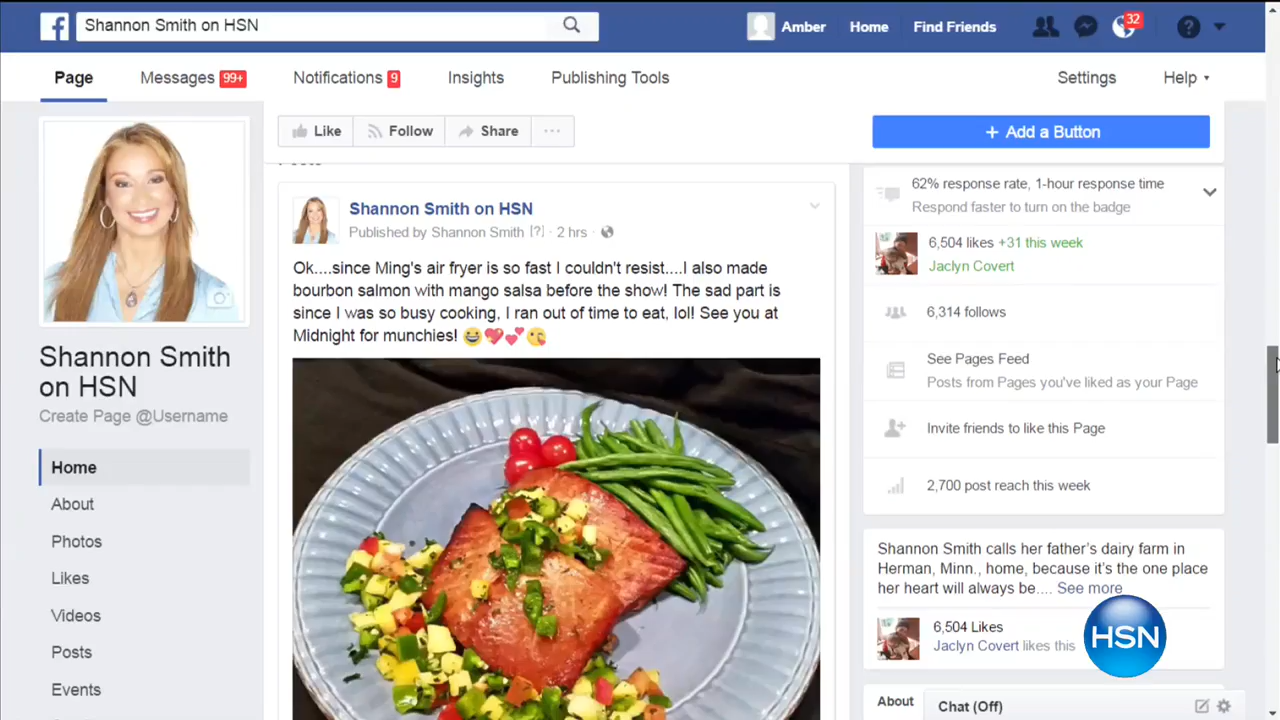 Shannon Smith on HSN
Amber
Home
Find Friends
32
Page
Messages 99+
Notifications 9
Insights
Publishing Tools
Settings
Help
Like
Follow
Share
+ Add a Button
Shannon Smith on HSN
Create Page @Username
Home
About
Photos
Likes
Videos
Posts
Events
Shannon Smith on HSN
Published by Shannon Smith [?] · 2 hrs ·
Ok....since Ming's air fryer is so fast I couldn't resist....I also made
bourbon salmon with mango salsa before the show! The sad part is
since I was so busy cooking, I ran out of time to eat, lol! See you at
Midnight for munchies! 😄💖💕😘
62% response rate, 1-hour response time
Respond faster to turn on the badge
6,504 likes +31 this week
Jaclyn Covert
6,314 follows
See Pages Feed
Posts from Pages you've liked as your Page
Invite friends to like this Page
2,700 post reach this week
Shannon Smith calls her father's dairy farm in
Herman, Minn., home, because it's the one place
her heart will always be.... See more
6,504 Likes
Jaclyn Covert likes this
HSN
About
Chat (Off)